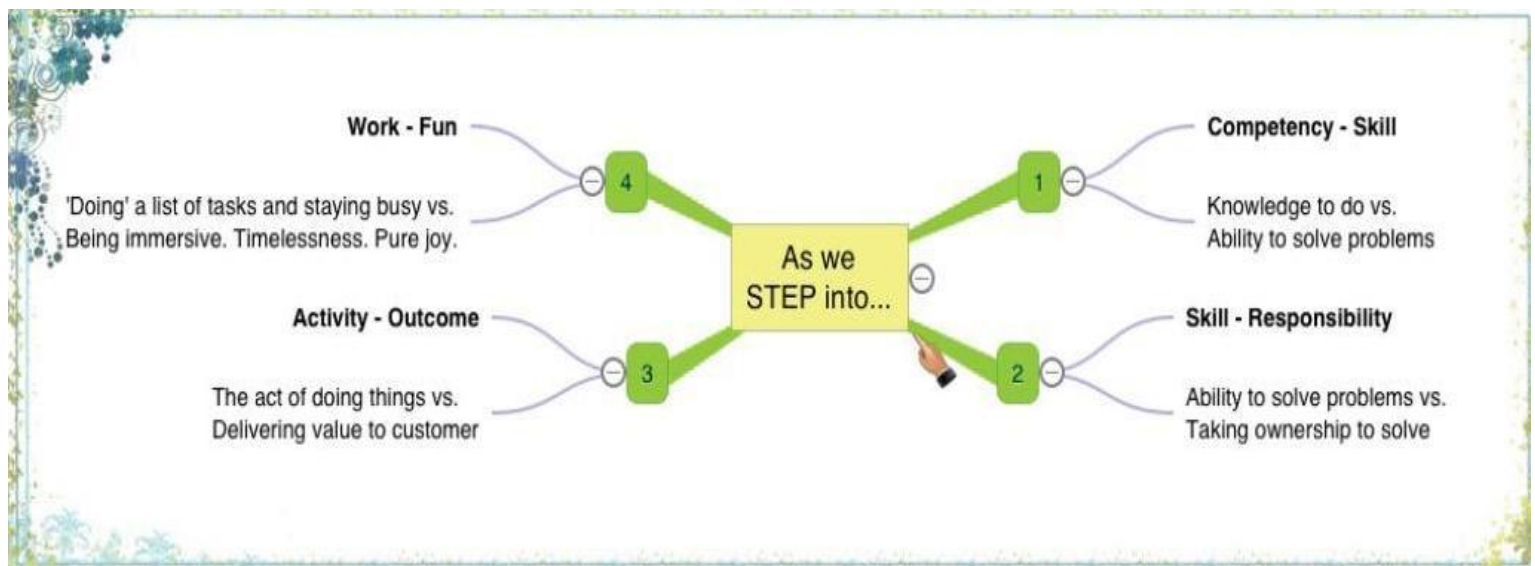 As we
STEP into...
1
Competency - Skill
Knowledge to do vs.
Ability to solve problems
2
Skill - Responsibility
Ability to solve problems vs.
Taking ownership to solve
3
Activity - Outcome
The act of doing things vs.
Delivering value to customer
4
Work - Fun
'Doing' a list of tasks and staying busy vs.
Being immersive. Timelessness. Pure joy.